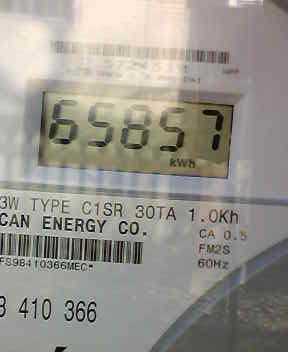 65857
kWh
3W TYPE C1SR 30TA 1.0Kh
CAN ENERGY CO.
CA 0.5
FM2S
60Hz
FS98410366MEC*
8 410 366